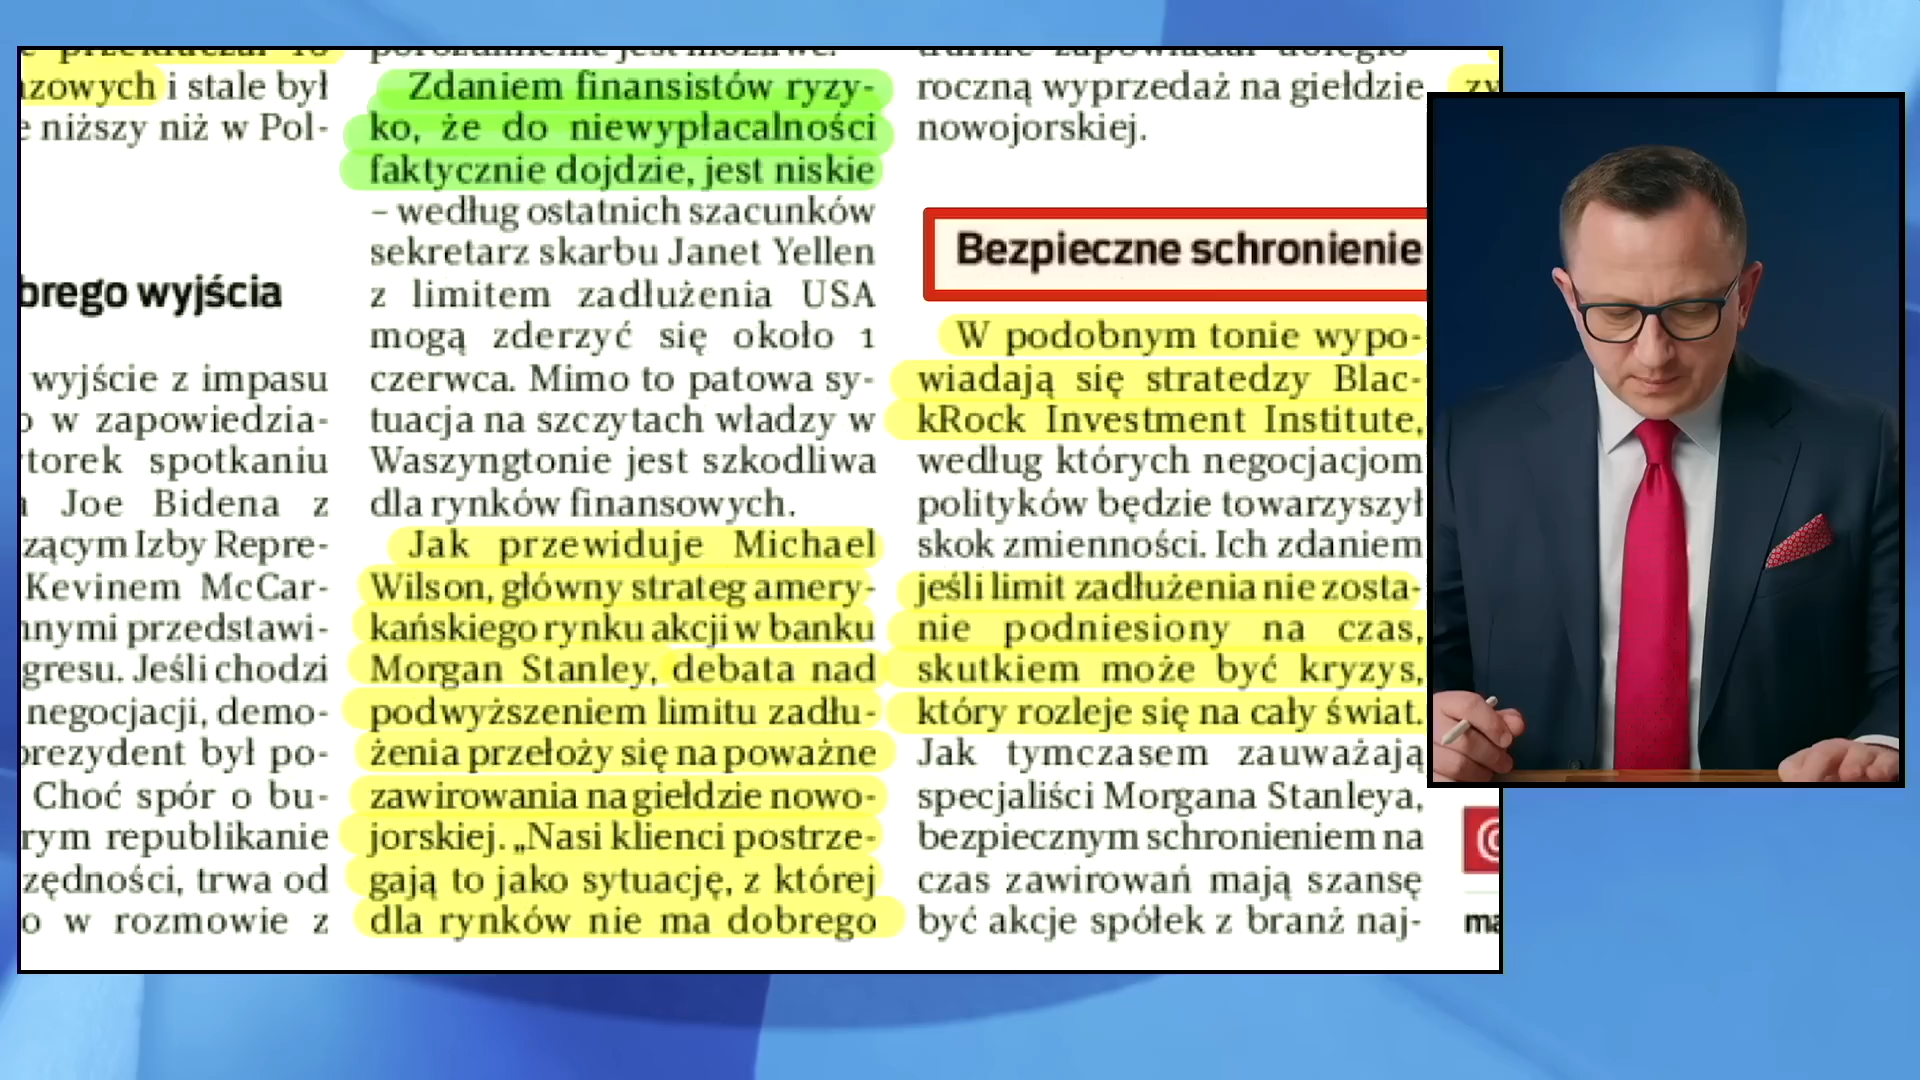 azowych i stale był
niższy niż w Pol-
brego wyjścia
wyjście z impasu
w zapowiedzia-
torek spotkaniu
Joe Bidena z
zącym Izby Repre-
Kevinem McCar-
nnymi przedstawi-
gresu. Jeśli chodzi
negocjacji, demo-
prezydent był po-
Choć spór o bu-
rym republikanie
zędności, trwa od
o w rozmowie z
Zdaniem finansistów ryzy-
ko, że do niewypłacalności
faktycznie dojdzie, jest niskie
– według ostatnich szacunków
sekretarz skarbu Janet Yellen
z limitem zadłużenia USA
mogą zderzyć się około 1
czerwca. Mimo to patowa sy-
tuacja na szczytach władzy w
Waszyngtonie jest szkodliwa
dla rynków finansowych.
Jak przewiduje Michael
Wilson, główny strateg amery-
kańskiego rynku akcji w banku
Morgan Stanley, debata nad
podwyższeniem limitu zadłu-
żenia przełoży się na poważne
zawirowania na giełdzie nowo-
jorskiej. „Nasi klienci postrze-
gają to jako sytuację, z której
dla rynków nie ma dobrego
roczną wyprzedaż na giełdzie
nowojorskiej.
Bezpieczne schronienie
W podobnym tonie wypo-
wiadają się stratedzy Blac-
kRock Investment Institute,
według których negocjacjom
polityków będzie towarzyszył
skok zmienności. Ich zdaniem
jeśli limit zadłużenia nie zosta-
nie podniesiony na czas,
skutkiem może być kryzys,
który rozleje się na cały świat.
Jak tymczasem zauważają
specjaliści Morgana Stanleya,
bezpiecznym schronieniem na
czas zawirowań mają szansę
być akcje spółek z branż naj-